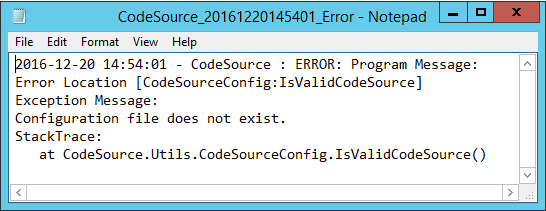 CodeSource_20161220145401_Error - Notepad
File Edit Format View Help
2016-12-20 14:54:01 - CodeSource : ERROR: Program Message:
Error Location [CodeSourceConfig:IsValidCodeSource]
Exception Message:
Configuration file does not exist.
StackTrace:
   at CodeSource.Utils.CodeSourceConfig.IsValidCodeSource()